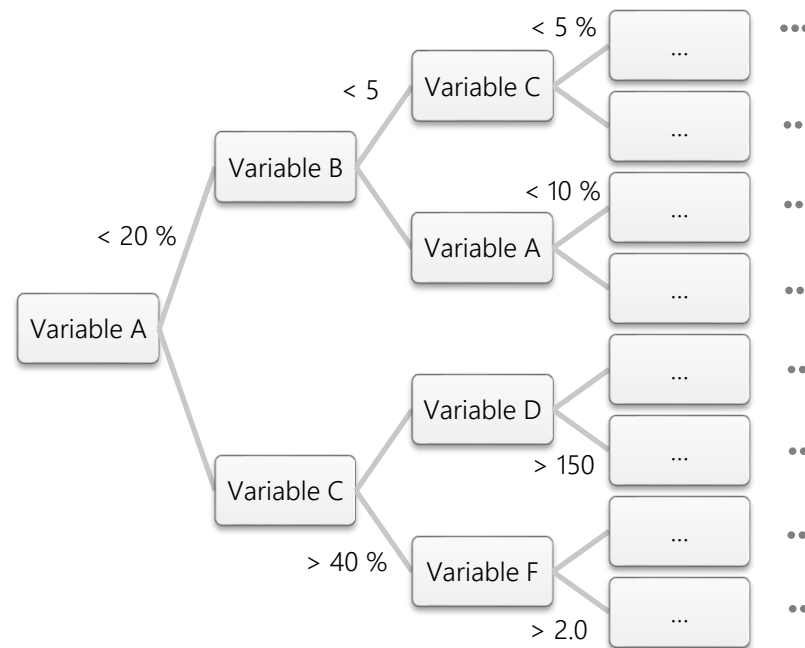 < 5 %
...
< 5
Variable C
...
Variable B
< 10 %
...
< 20 %
Variable A
...
Variable A
...
Variable D
> 150
...
Variable C
...
> 40 %
Variable F
> 2.0
...